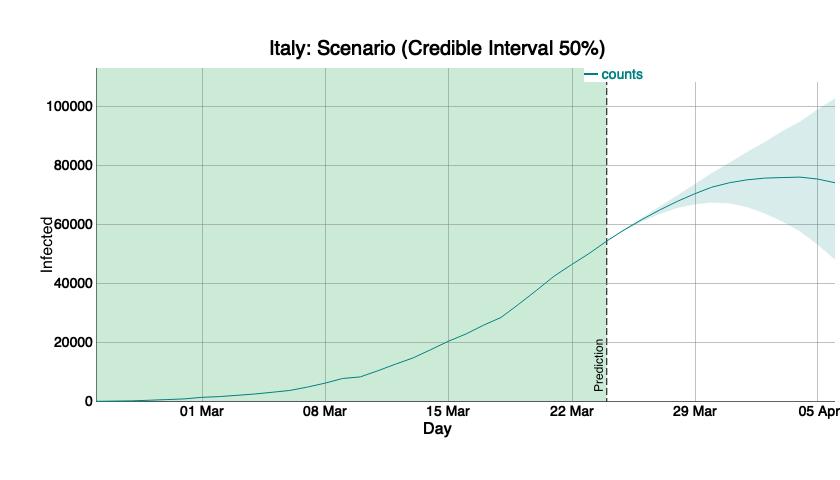 Italy: Scenario (Credible Interval 50%)
counts
100000
80000
60000
40000
20000
0
Infected
Prediction
01 Mar
08 Mar
15 Mar
22 Mar
29 Mar
05 Apr
Day